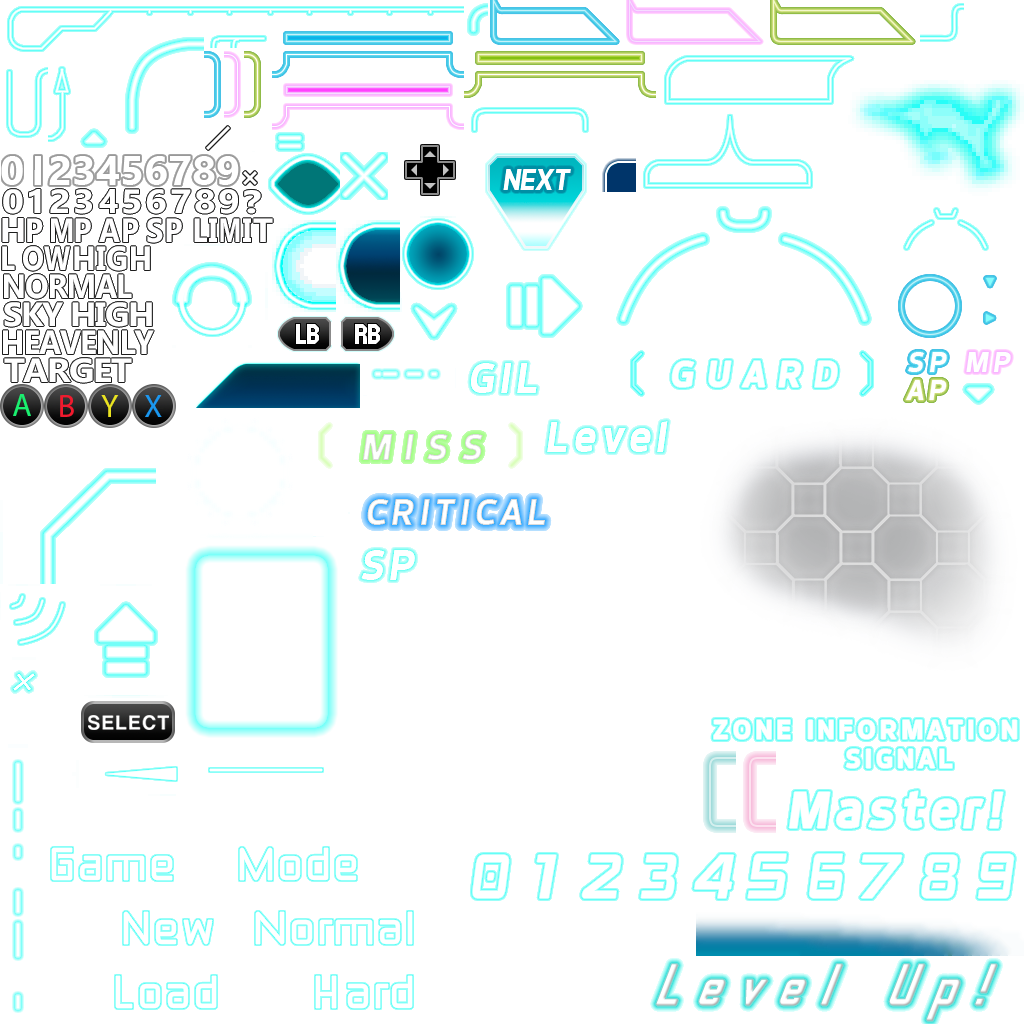 0123456789×
NEXT
0123456789?
HP MP AP SP LIMIT
LOWHIGH
NORMAL
SKY HIGH
LB RB
HEAVENLY
SP MP
TARGET
GIL
( GUARD )
AP
A B Y X
( MISS )
Level
CRITICAL
SP
×
SELECT
ZONE INFORMATION
SIGNAL
Master!
Game Mode
0123456789
New Normal
Load Hard
Level Up!